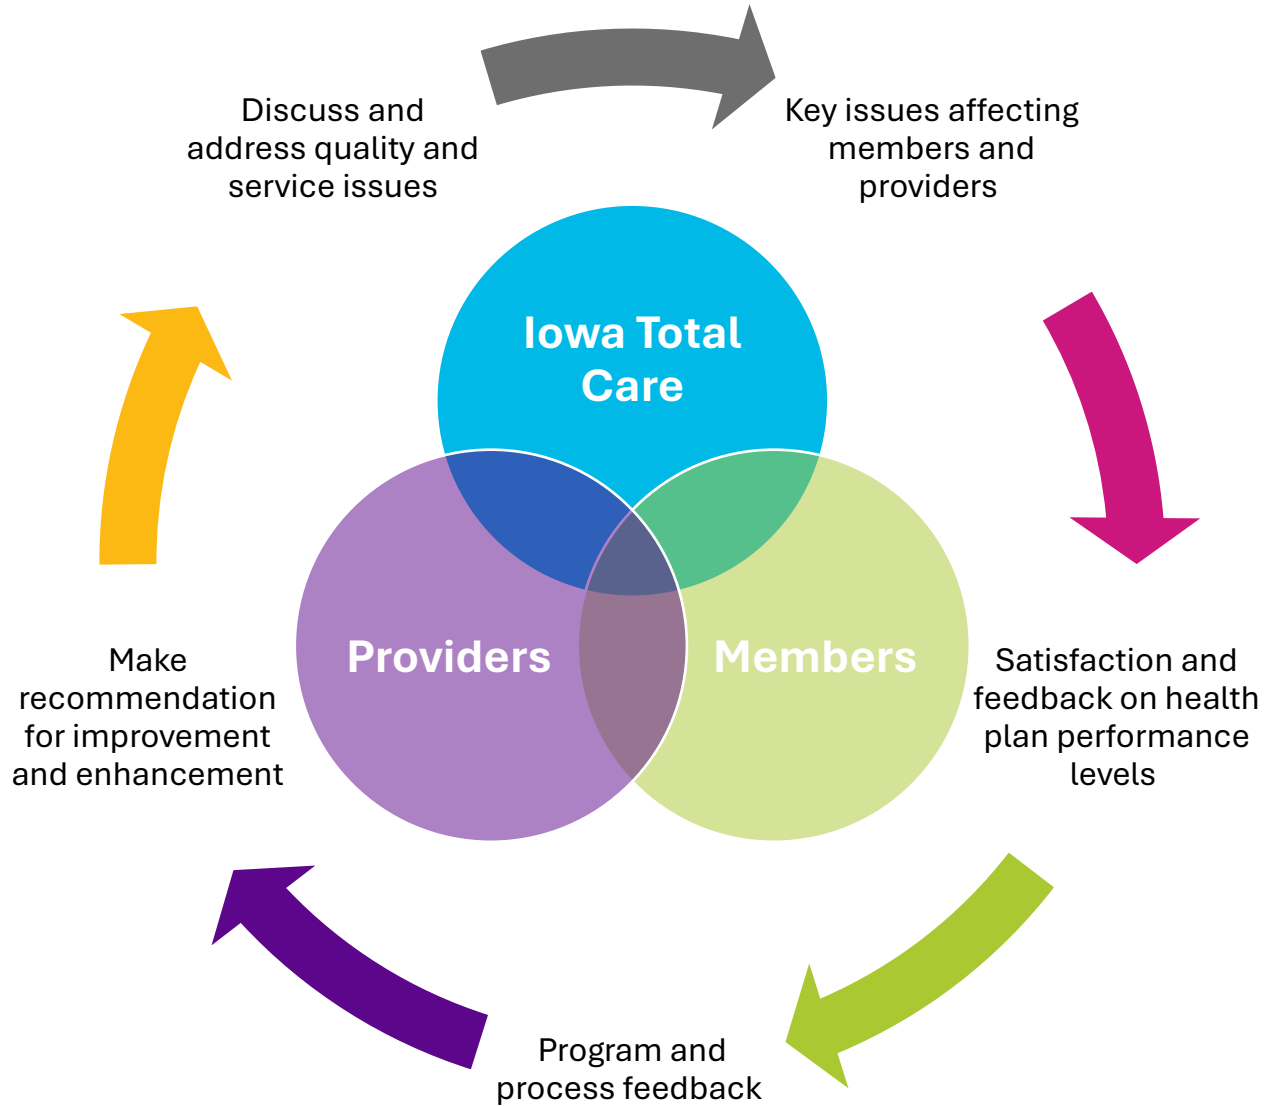 Discuss and
address quality and
service issues
Key issues affecting
members and
providers
Iowa Total
Care
Providers
Members
Make
recommendation
for improvement
and enhancement
Satisfaction and
feedback on health
plan performance
levels
Program and
process feedback